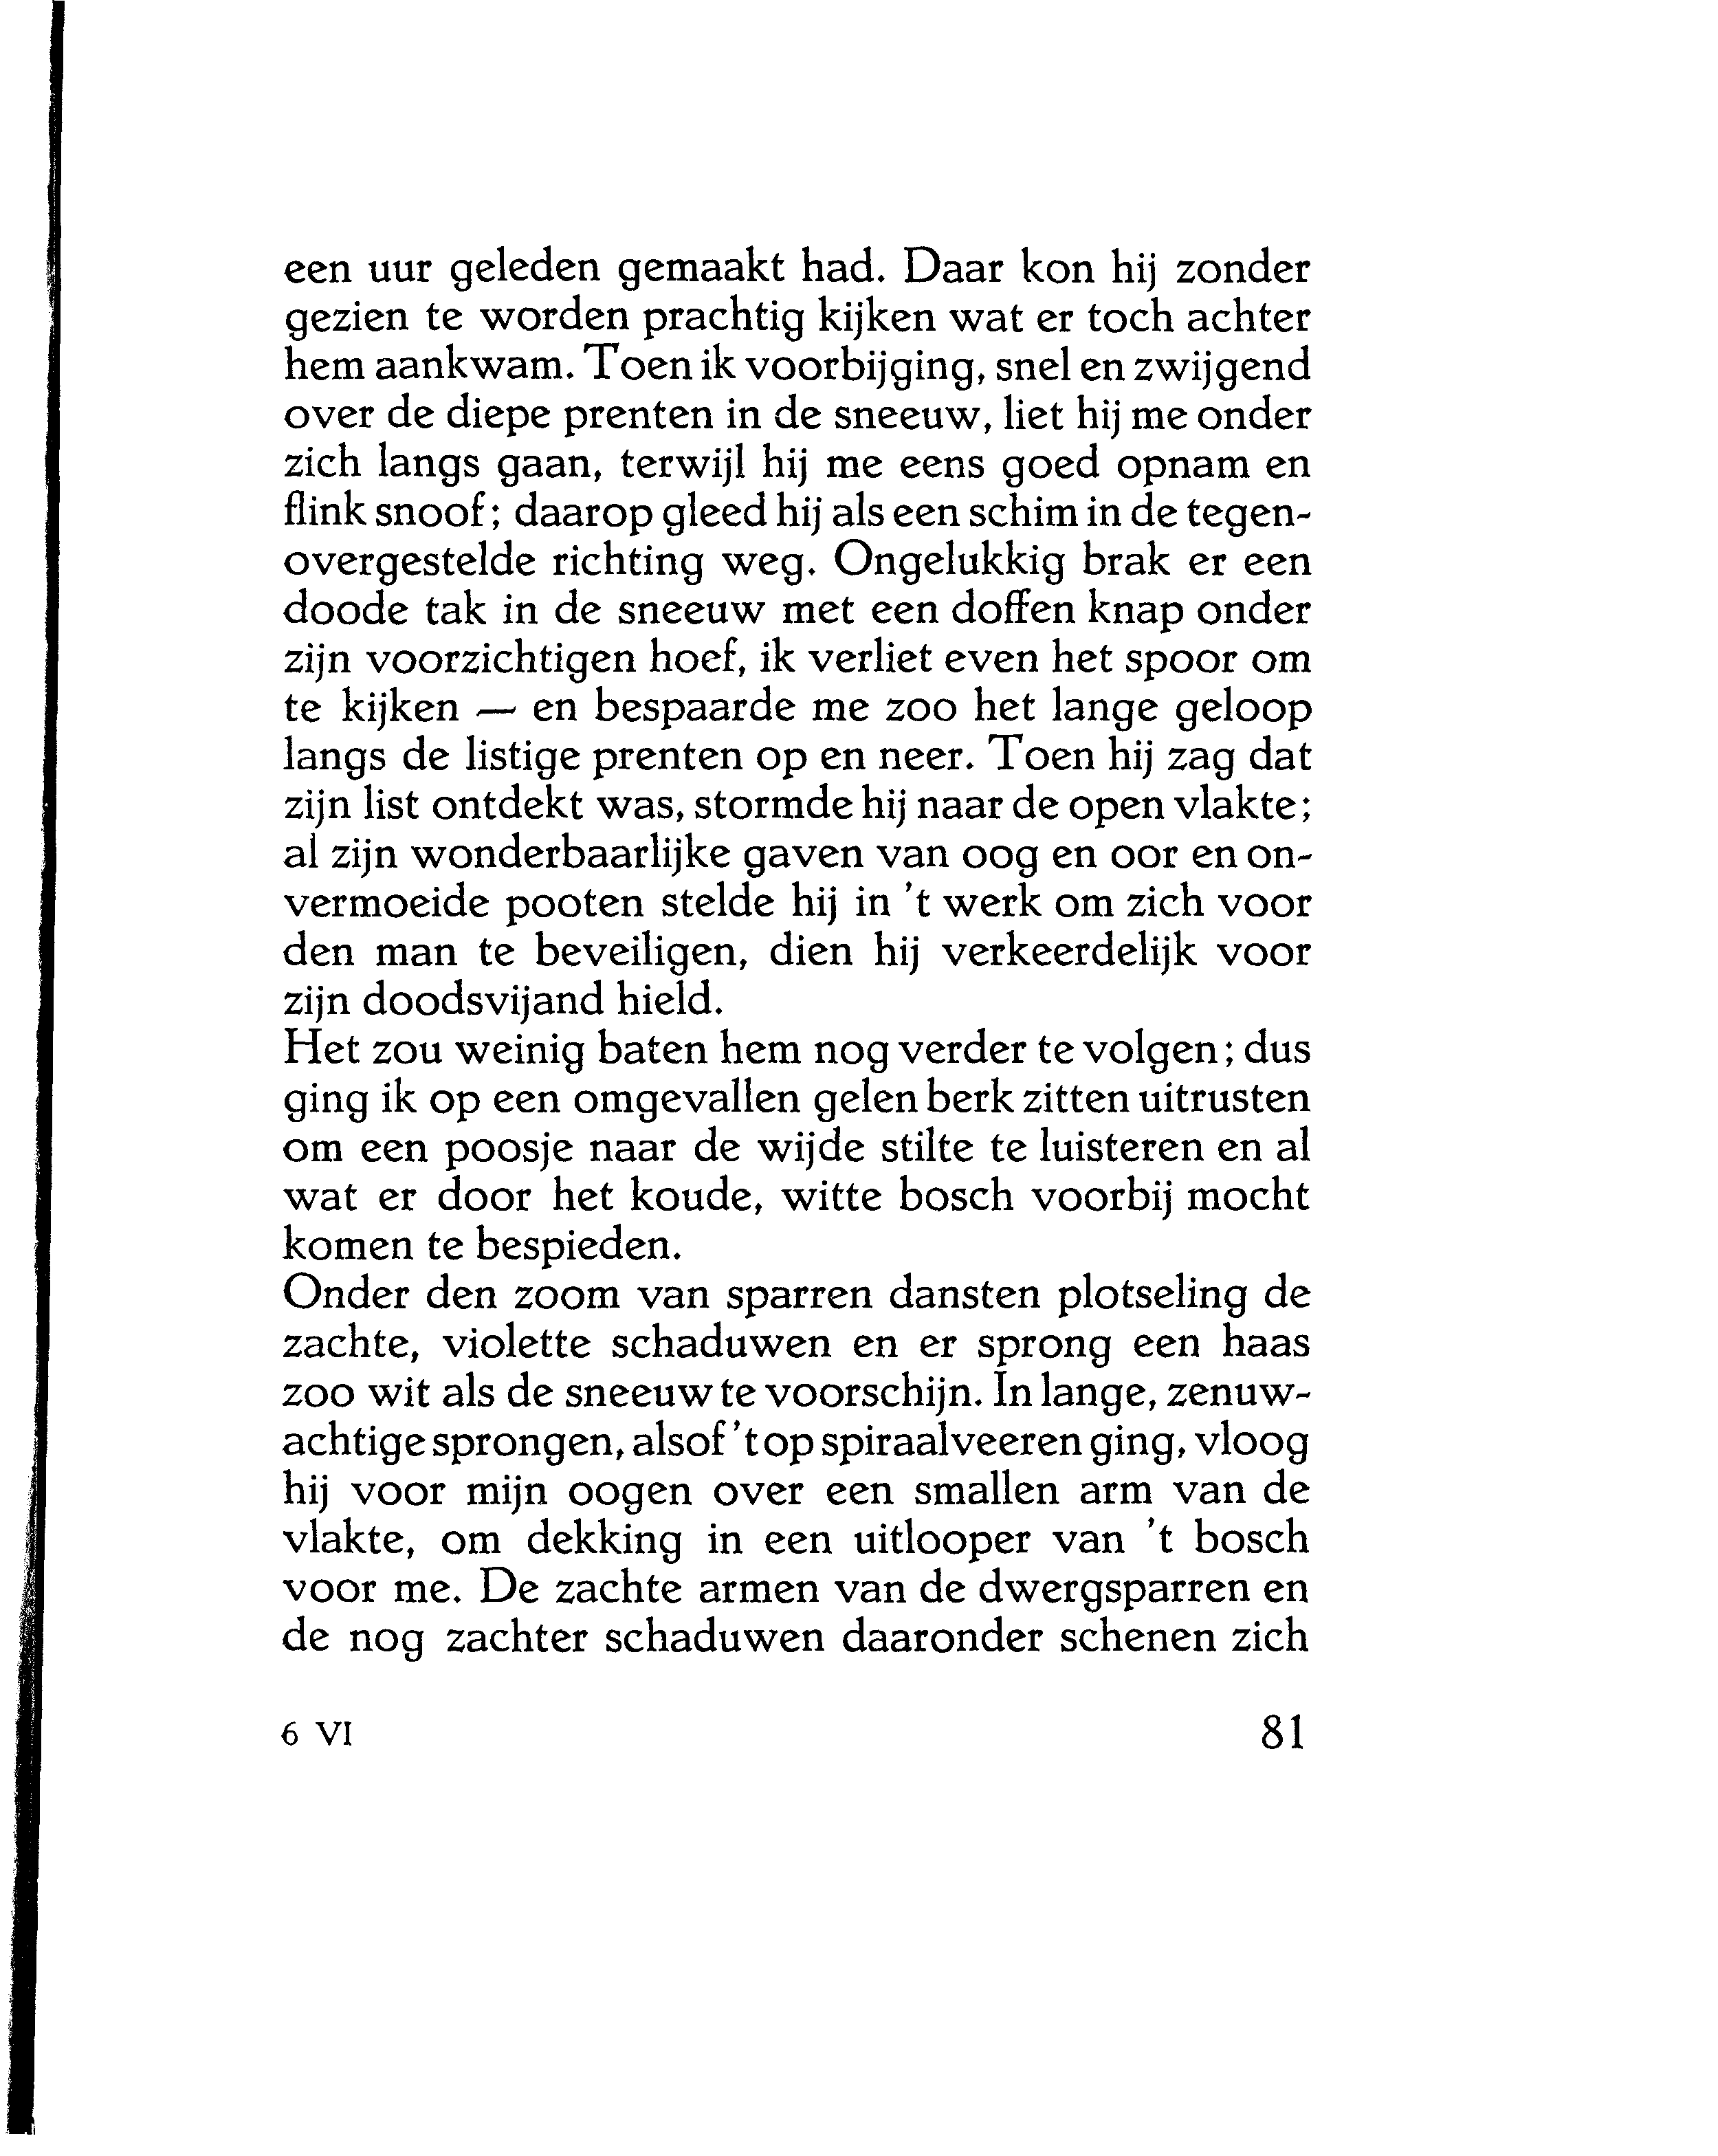 een uur geleden gemaakt had. Daar kon hij zonder
gezien te worden prachtig kijken wat er toch achter
hem aankwam. Toen ik voorbijging, snel en zwijgend
over de diepe prenten in de sneeuw, liet hij me onder
zich langs gaan, terwijl hij me eens goed opnam en
flink snoof; daarop gleed hij als een schim in de tegen-
overgestelde richting weg. Ongelukkig brak er een
doode tak in de sneeuw met een doffen knap onder
zijn voorzichtigen hoef, ik verliet even het spoor om
te kijken — en bespaarde me zoo het lange geloop
langs de listige prenten op en neer. Toen hij zag dat
zijn list ontdekt was, stormde hij naar de open vlakte;
al zijn wonderbaarlijke gaven van oog en oor en on-
vermoeide pooten stelde hij in 't werk om zich voor
den man te beveiligen, dien hij verkeerdelijk voor
zijn doodsvijand hield.
Het zou weinig baten hem nog verder te volgen; dus
ging ik op een omgevallen gelen berk zitten uitrusten
om een poosje naar de wijde stilte te luisteren en al
wat er door het koude, witte bosch voorbij mocht
komen te bespieden.
Onder den zoom van sparren dansten plotseling de
zachte, violette schaduwen en er sprong een haas
zoo wit als de sneeuw te voorschijn. In lange, zenuw-
achtige sprongen, alsof 't op spiraalveeren ging, vloog
hij voor mijn oogen over een smallen arm van de
vlakte, om dekking in een uitlooper van 't bosch
voor me. De zachte armen van de dwergsparren en
de nog zachter schaduwen daaronder schenen zich
6 VI 81